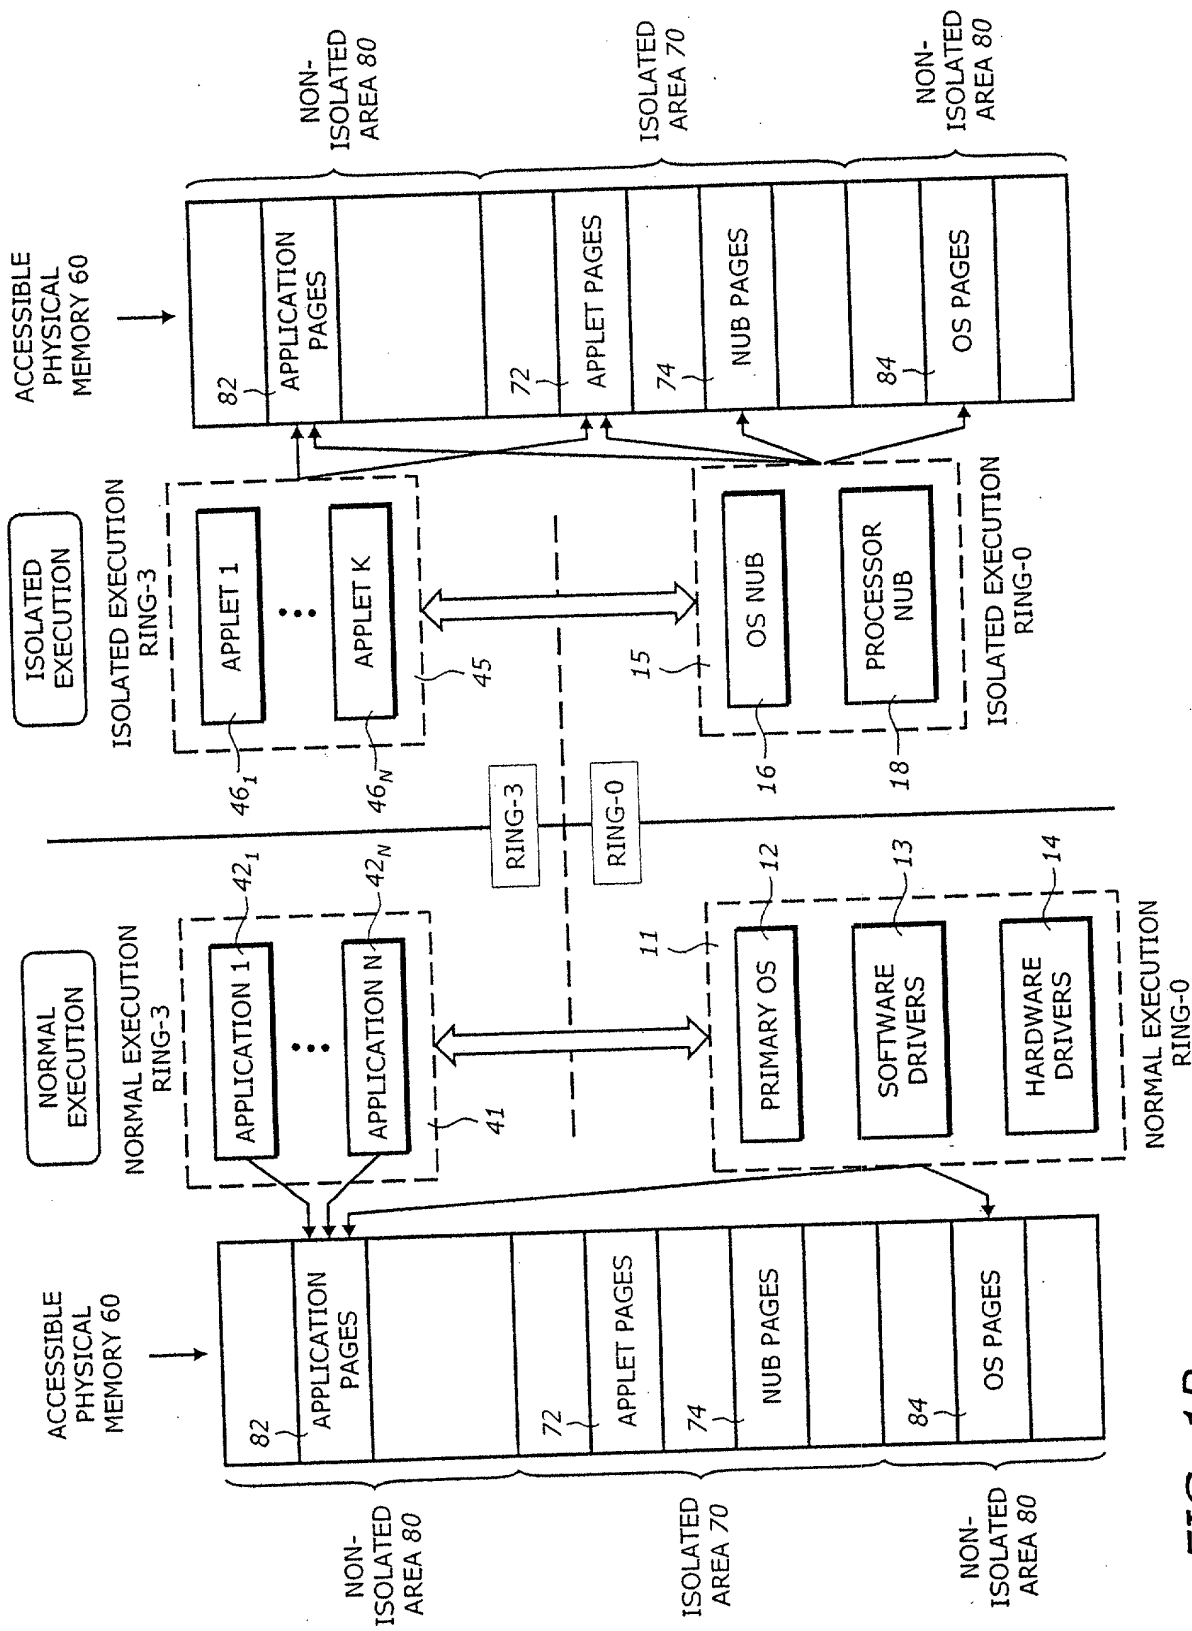 ACCESSIBLE
PHYSICAL
MEMORY 60
NORMAL
EXECUTION
NORMAL EXECUTION
RING-3
ISOLATED
EXECUTION
ISOLATED EXECUTION
RING-3
ACCESSIBLE
PHYSICAL
MEMORY 60
NON-
ISOLATED
AREA 80
82
APPLICATION
PAGES
APPLICATION 1
42₁
APPLICATION N
42N
41
46₁
APPLET 1
46N
APPLET K
45
82
APPLICATION
PAGES
NON-
ISOLATED
AREA 80
RING-3
RING-0
ISOLATED
AREA 70
72
APPLET PAGES
74
NUB PAGES
72
APPLET PAGES
74
NUB PAGES
ISOLATED
AREA 70
11
PRIMARY OS
12
SOFTWARE
DRIVERS
13
HARDWARE
DRIVERS
14
NORMAL EXECUTION
RING-0
15
OS NUB
16
PROCESSOR
NUB
18
ISOLATED EXECUTION
RING-0
NON-
ISOLATED
AREA 80
84
OS PAGES
84
OS PAGES
NON-
ISOLATED
AREA 80